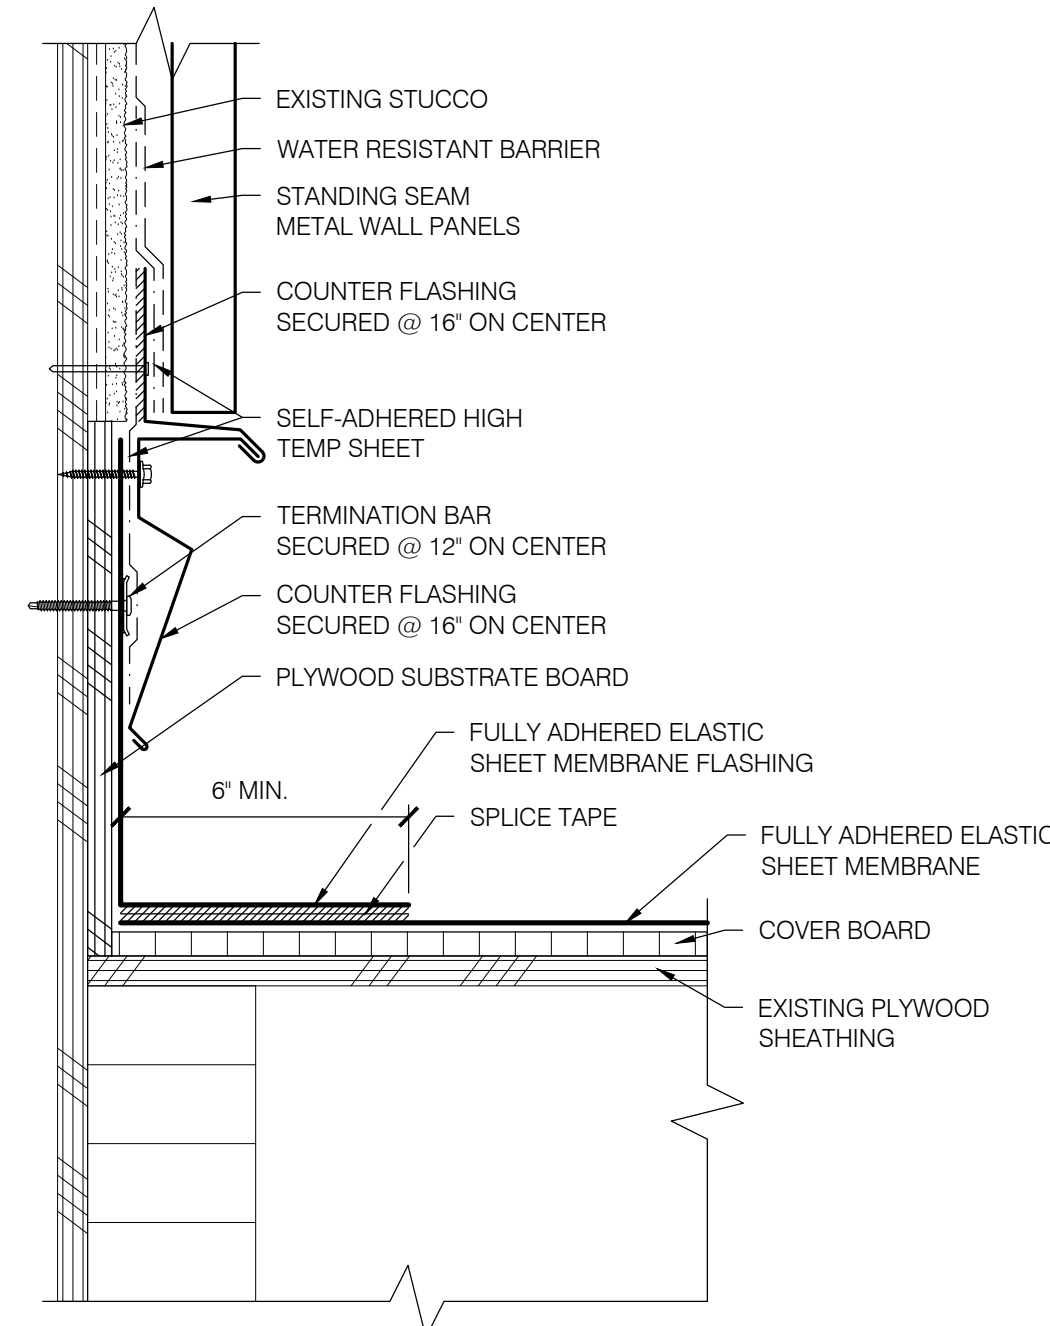 EXISTING STUCCO
WATER RESISTANT BARRIER
STANDING SEAM
METAL WALL PANELS
COUNTER FLASHING
SECURED @ 16" ON CENTER
SELF-ADHERED HIGH
TEMP SHEET
TERMINATION BAR
SECURED @ 12" ON CENTER
COUNTER FLASHING
SECURED @ 16" ON CENTER
PLYWOOD SUBSTRATE BOARD
FULLY ADHERED ELASTIC
SHEET MEMBRANE FLASHING
6" MIN.
SPLICE TAPE
FULLY ADHERED ELASTIC
SHEET MEMBRANE
COVER BOARD
EXISTING PLYWOOD
SHEATHING